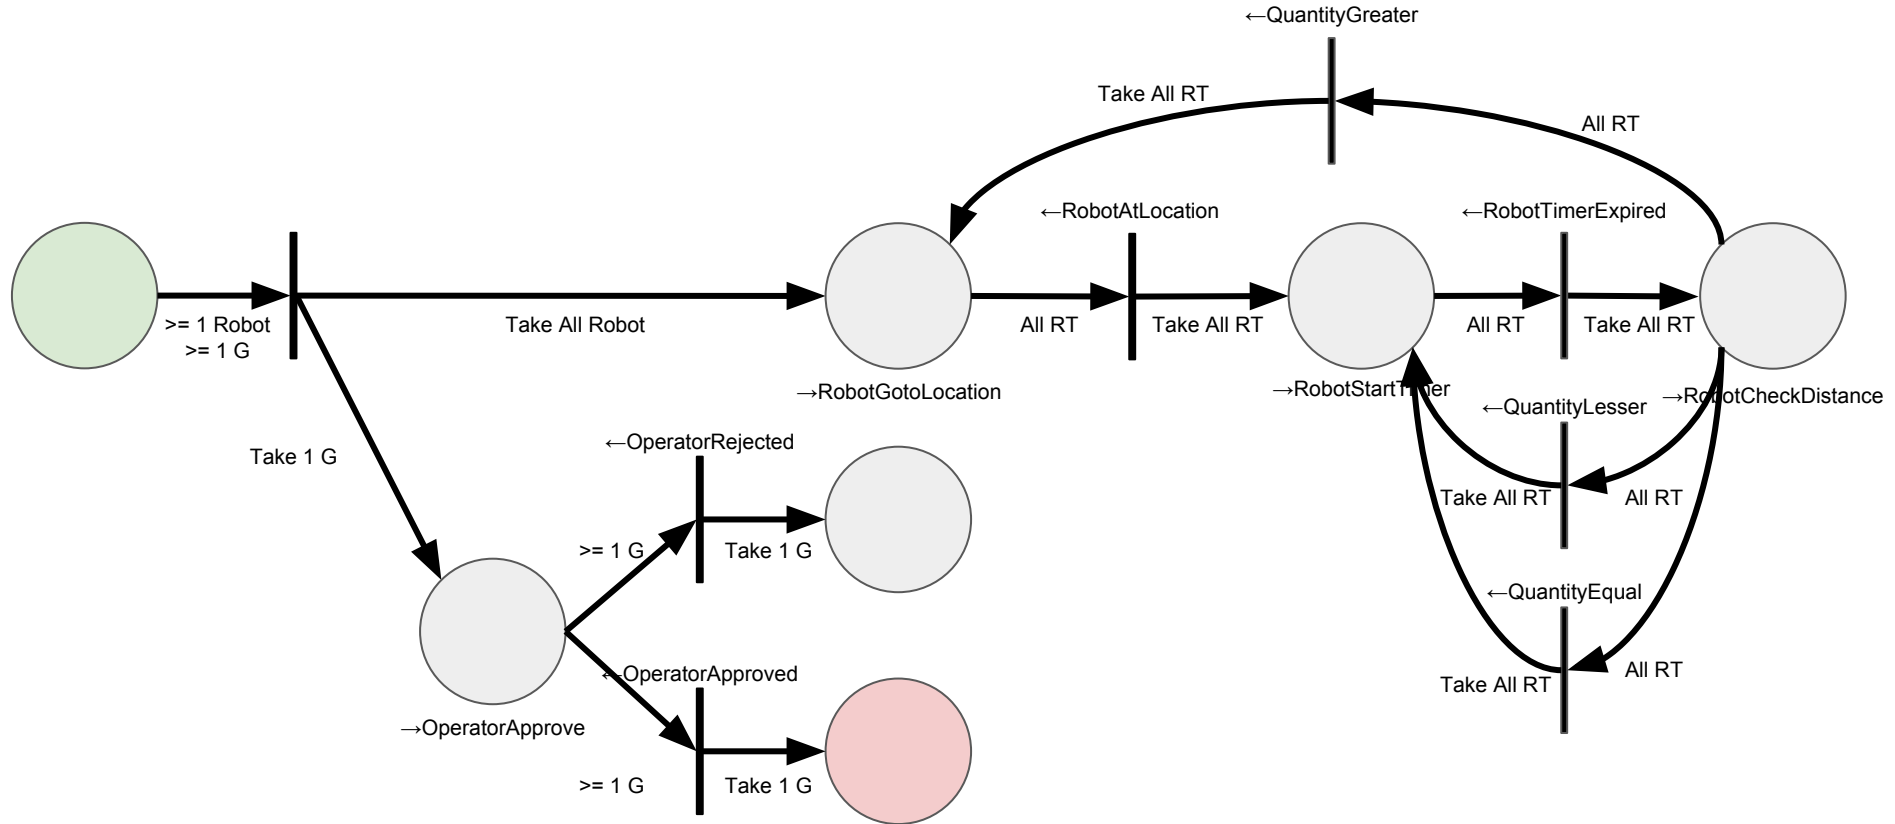 ←QuantityGreater
Take All RT
All RT
←RobotAtLocation
←RobotTimerExpired
>= 1 Robot
>= 1 G
Take All Robot
All RT
Take All RT
All RT
Take All RT
→RobotGotoLocation
→RobotStartTimer
→RobotCheckDistance
←QuantityLesser
←OperatorRejected
Take 1 G
Take All RT
All RT
>= 1 G
Take 1 G
←QuantityEqual
←OperatorApproved
Take All RT
All RT
→OperatorApprove
>= 1 G
Take 1 G